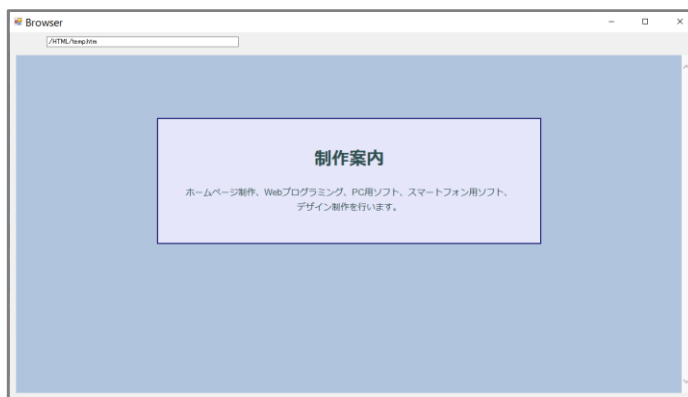 Browser
/HTML/temp.htm
制作案内
ホームページ制作、Webプログラミング、PC用ソフト、スマートフォン用ソフト、
デザイン制作を行います。